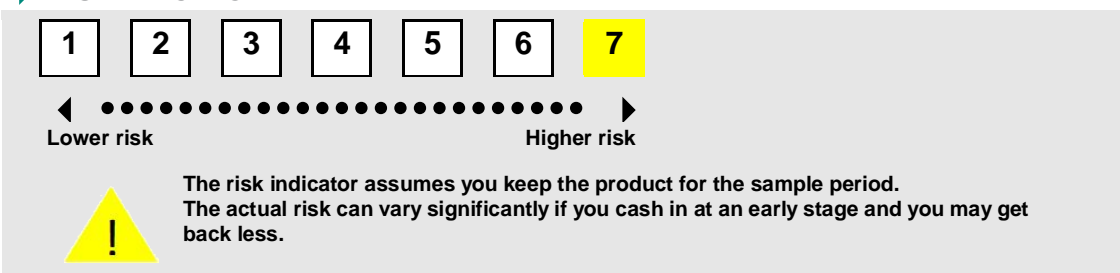 1 2 3 4 5 6 7
Lower risk Higher risk
The risk indicator assumes you keep the product for the sample period.
The actual risk can vary significantly if you cash in at an early stage and you may get
back less.
!